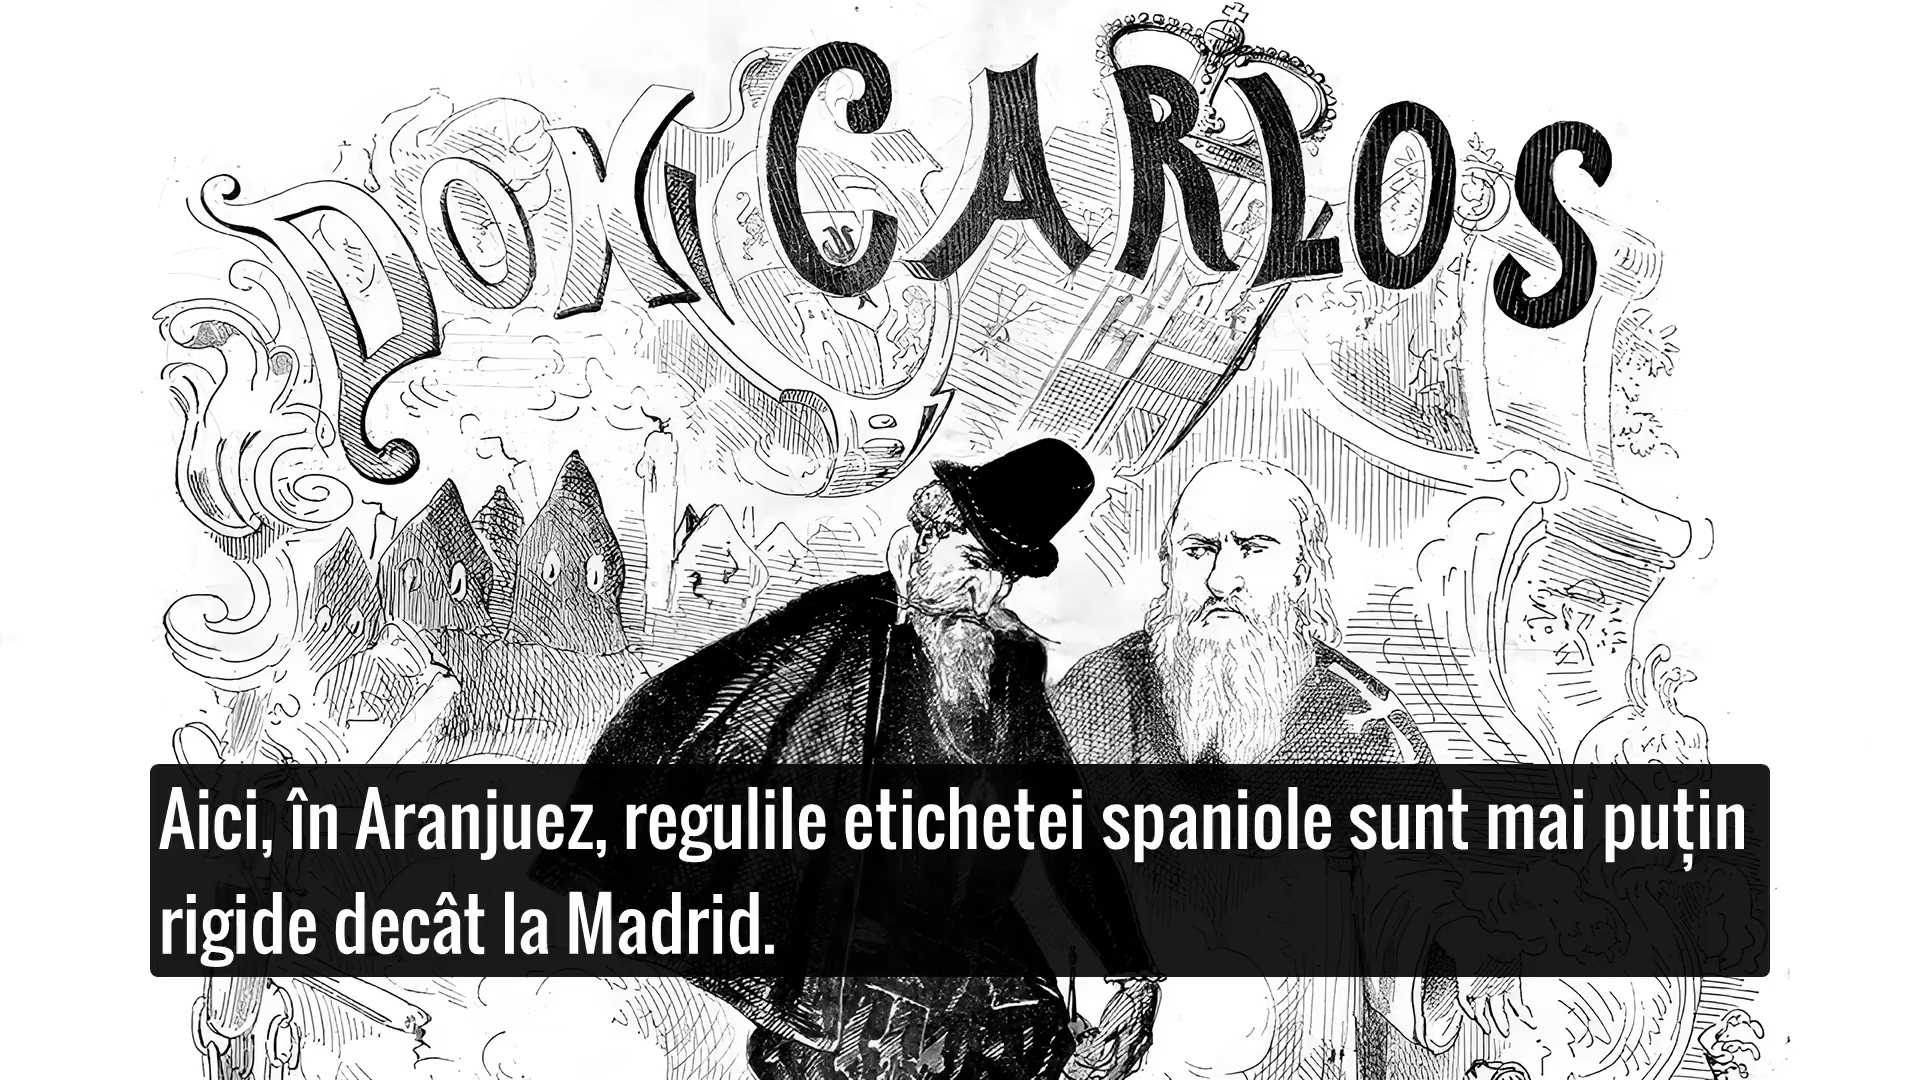 DON CARLOS
Aici, în Aranjuez, regulile etichetei spaniole sunt mai puțin
rigide decât la Madrid.